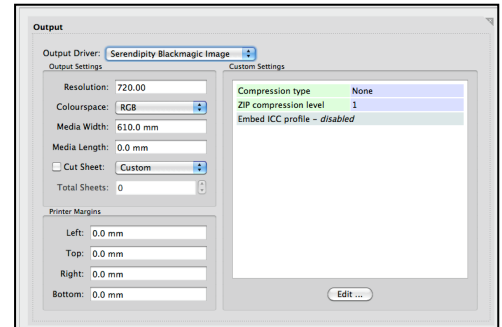 Output
Output Driver: Serendipity Blackmagic Image
Output Settings
Resolution: 720.00
Colourspace: RGB
Media Width: 610.0 mm
Media Length: 0.0 mm
Cut Sheet: Custom
Total Sheets: 0
Printer Margins
Left: 0.0 mm
Top: 0.0 mm
Right: 0.0 mm
Bottom: 0.0 mm
Custom Settings
Compression type None
ZIP compression level 1
Embed ICC profile – disabled
Edit ...